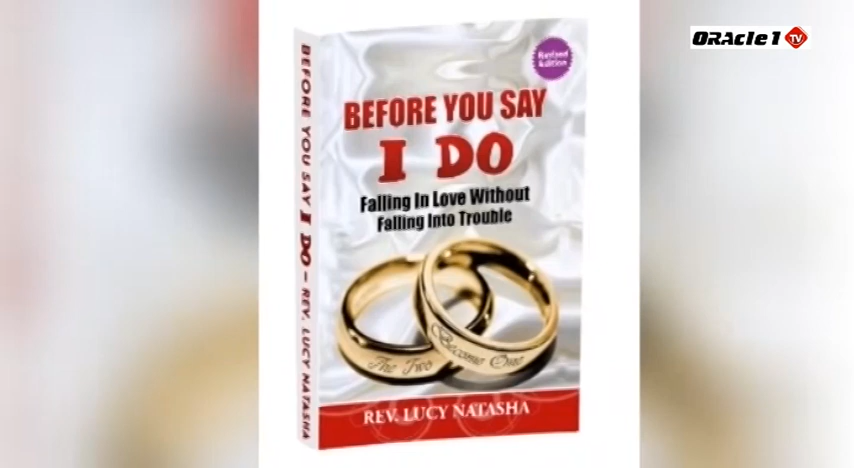 ORACLE 1 TV
Revised
Edition
BEFORE YOU SAY
I DO
Falling In Love Without
Falling Into Trouble
The Two
Become One
REV. LUCY NATASHA
BEFORE YOU SAY I DO – REV. LUCY NATASHA